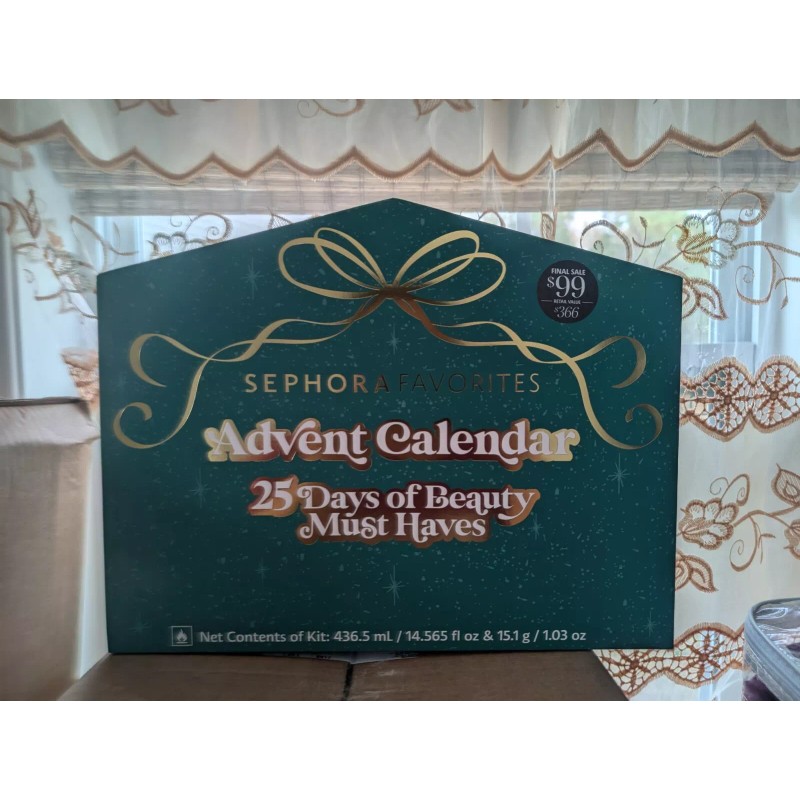 FINAL SALE
$99
RETAIL VALUE
$366
SEPHORA FAVORITES
Advent Calendar
25 Days of Beauty
Must Haves
Net Contents of Kit: 436.5 mL / 14.565 fl oz & 15.1 g / 1.03 oz